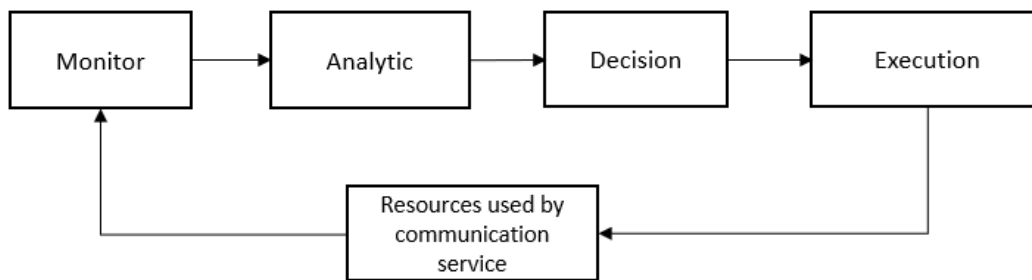 Monitor
Analytic
Decision
Execution
Resources used by
communication
service